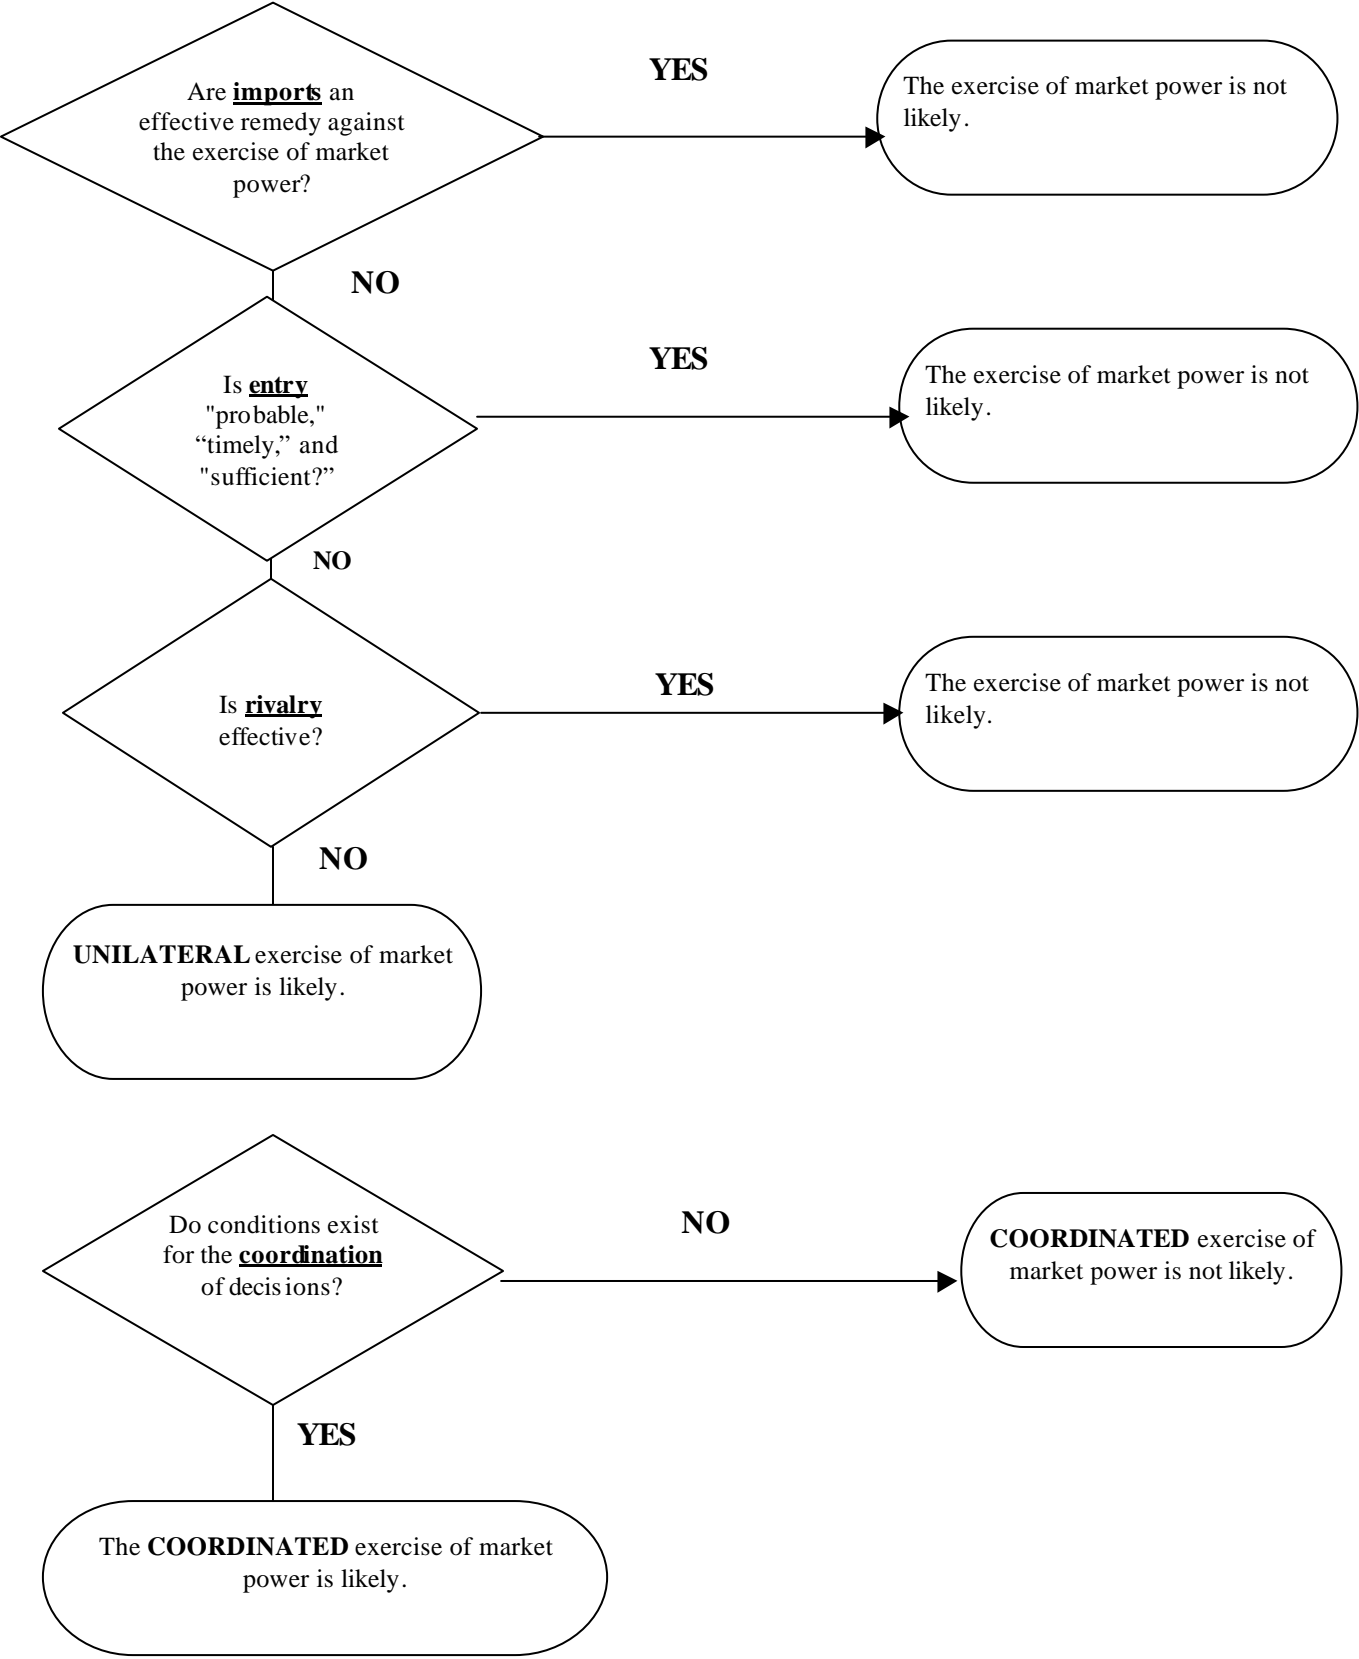 Are imports an
effective remedy against
the exercise of market
power?
YES
The exercise of market power is not
likely.
NO
Is entry
"probable,"
“timely,” and
"sufficient?”
YES
The exercise of market power is not
likely.
NO
Is rivalry
effective?
YES
The exercise of market power is not
likely.
NO
UNILATERAL exercise of market
power is likely.
Do conditions exist
for the coordination
of decisions?
NO
COORDINATED exercise of
market power is not likely.
YES
The COORDINATED exercise of market
power is likely.